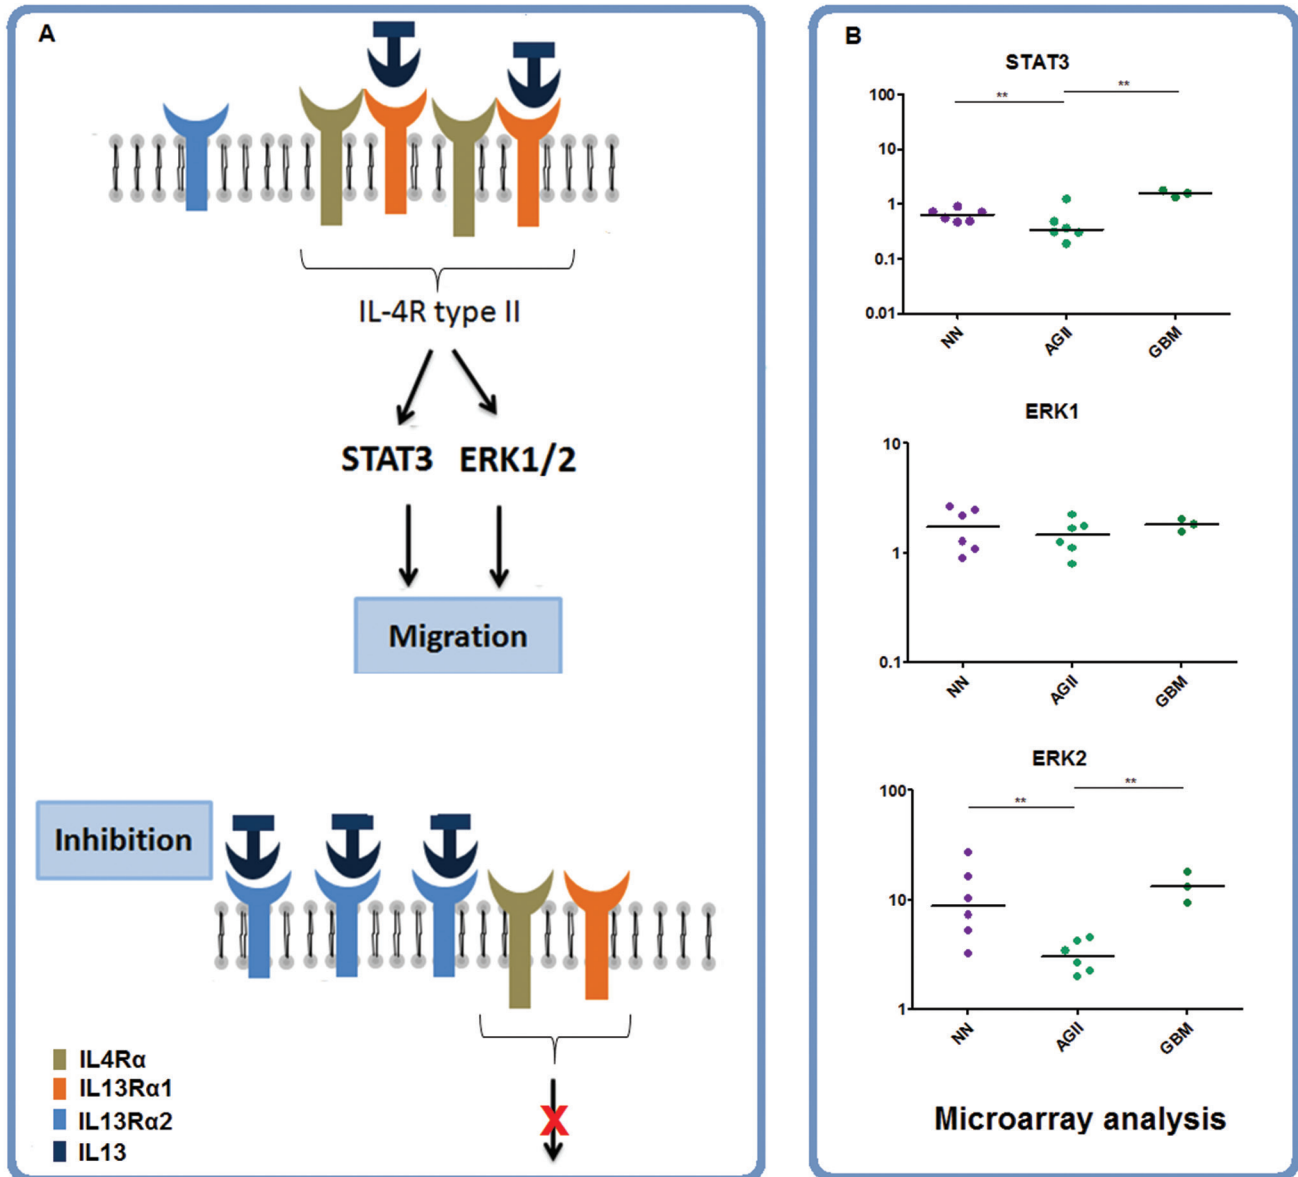 A
IL-4R type II
STAT3 ERK1/2
Migration
Inhibition
IL4Rα
IL13Rα1
IL13Rα2
IL13
B
STAT3
**
**
100
10
1
0.1
0.01
NN
AGII
GBM
ERK1
10
1
0.1
NN
AGII
GBM
ERK2
**
**
100
10
1
NN
AGII
GBM
Microarray analysis